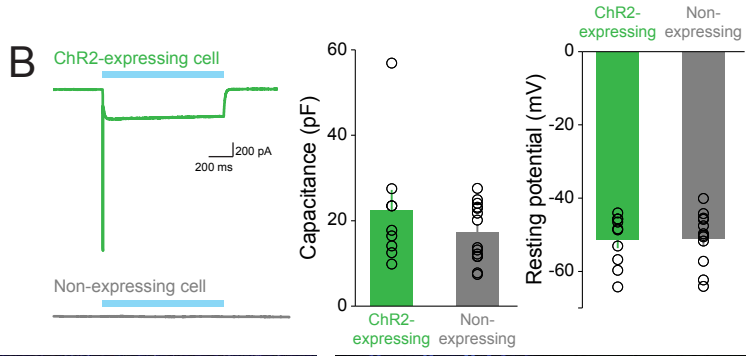 B
ChR2-expressing cell
200 pA
200 ms
Non-expressing cell
Capacitance (pF)
60
40
20
0
ChR2-
expressing
Non-
expressing
ChR2-
expressing
Non-
expressing
Resting potential (mV)
0
-20
-40
-60